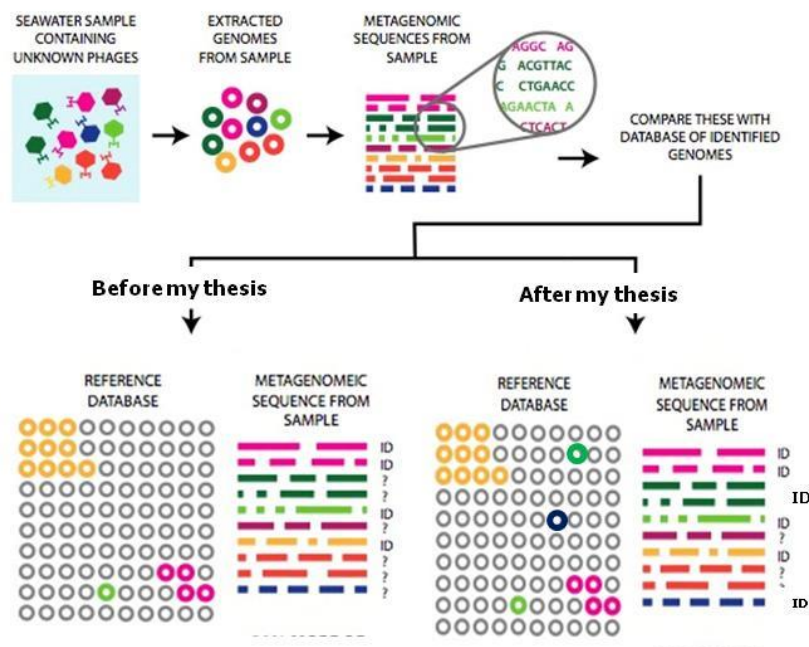 SEAWATER SAMPLE
CONTAINING
UNKNOWN PHAGES
EXTRACTED
GENOMES
FROM SAMPLE
METAGENOMIC
SEQUENCES FROM
SAMPLE
AGGC AG
G ACGTTAC
C CTGAACC
AGAACTA A
CTCACT
COMPARE THESE WITH
DATABASE OF IDENTIFIED
GENOMES
Before my thesis
After my thesis
REFERENCE
DATABASE
METAGENOMEIC
SEQUENCE FROM
SAMPLE
ID
ID
?
?
ID
?
ID
?
?
?
REFERENCE
DATABASE
METAGENOMEIC
SEQUENCE FROM
SAMPLE
ID
ID
ID
ID
?
ID
?
ID